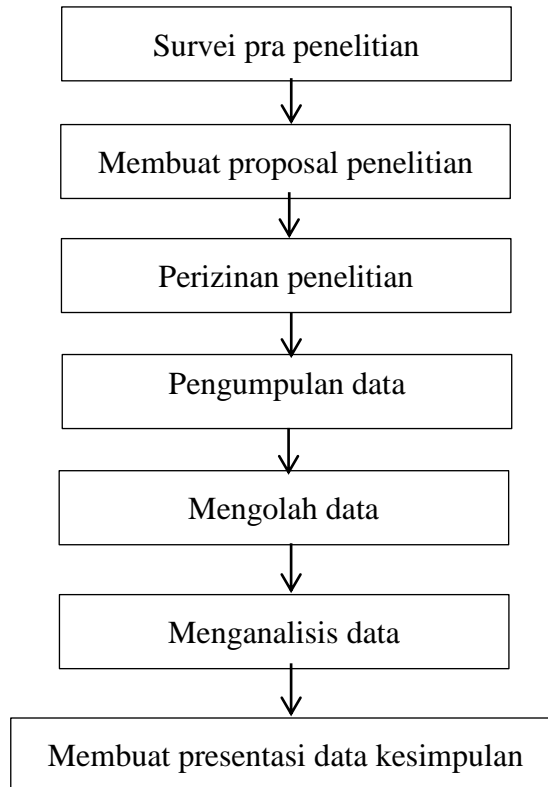 Survei pra penelitian
Membuat proposal penelitian
Perizinan penelitian
Pengumpulan data
Mengolah data
Menganalisis data
Membuat presentasi data kesimpulan